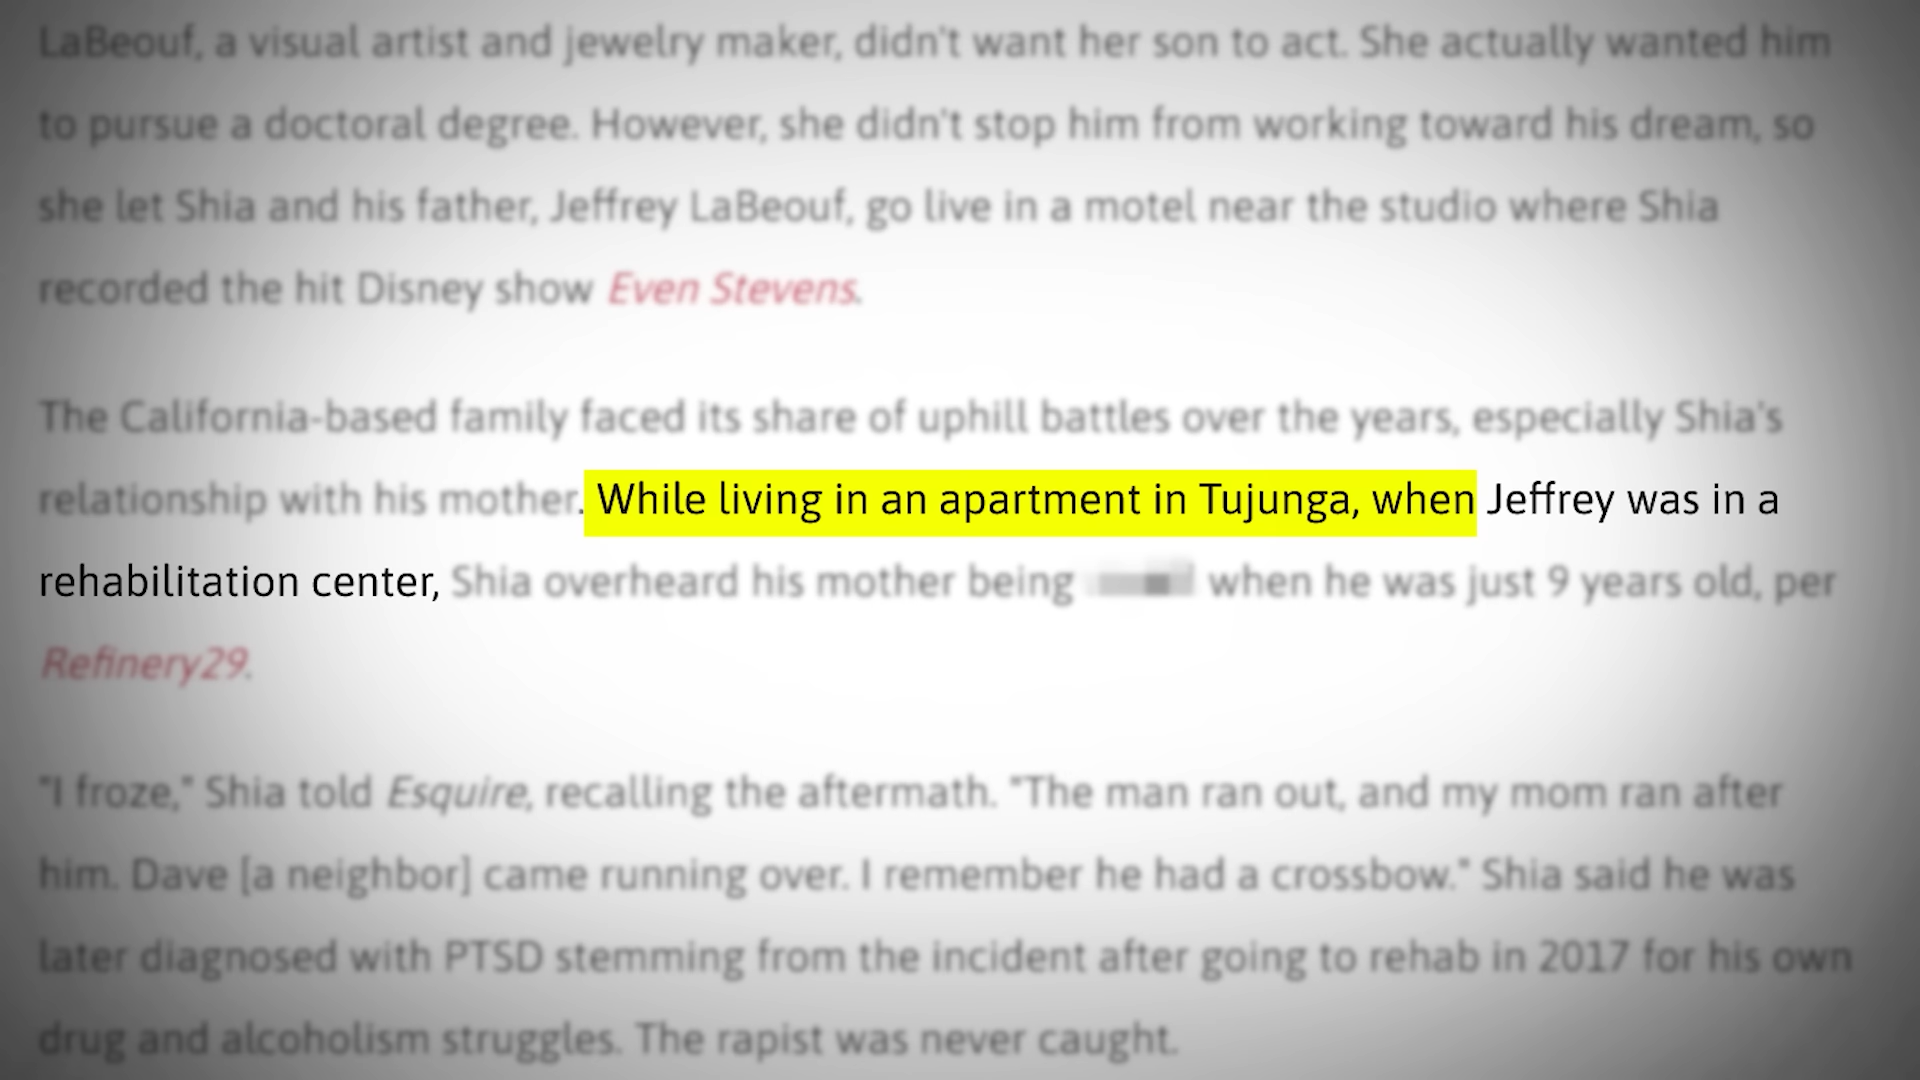 LaBeouf, a visual artist and jewelry maker, didn't want her son to act. She actually wanted him
to pursue a doctoral degree. However, she didn't stop him from working toward his dream, so
she let Shia and his father, Jeffrey LaBeouf, go live in a motel near the studio where Shia
recorded the hit Disney show Even Stevens.
The California-based family faced its share of uphill battles over the years, especially Shia's
relationship with his mother. While living in an apartment in Tujunga, when Jeffrey was in a
rehabilitation center, Shia overheard his mother being when he was just 9 years old, per
Refinery29.
"I froze," Shia told Esquire, recalling the aftermath. "The man ran out, and my mom ran after
him. Dave [a neighbor] came running over. I remember he had a crossbow." Shia said he was
later diagnosed with PTSD stemming from the incident after going to rehab in 2017 for his own
drug and alcoholism struggles. The rapist was never caught.